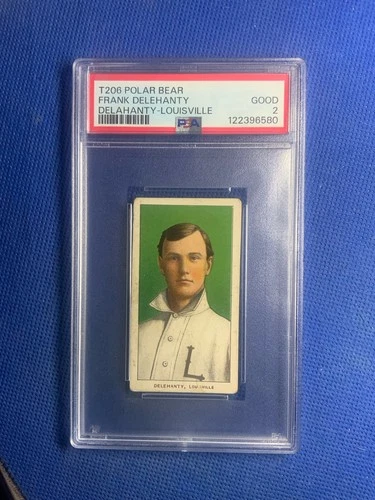 T206 POLAR BEAR
FRANK DELEHANTY GOOD
DELAHANTY-LOUISVILLE 2
PSA 122396580
L
DELEHANTY, LOUISVILLE